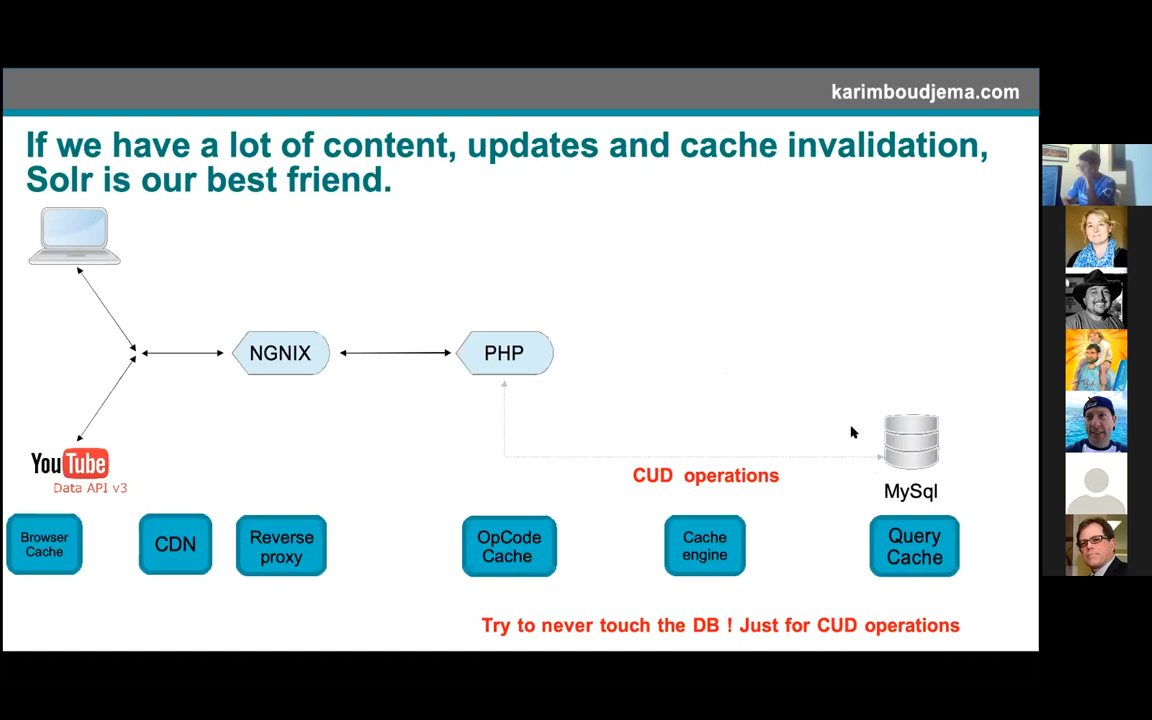 karimboudjema.com
If we have a lot of content, updates and cache invalidation,
Solr is our best friend.
NGNIX
PHP
YouTube
Data API v3
CUD operations
MySql
Browser
Cache
CDN
Reverse
proxy
OpCode
Cache
Cache
engine
Query
Cache
Try to never touch the DB ! Just for CUD operations